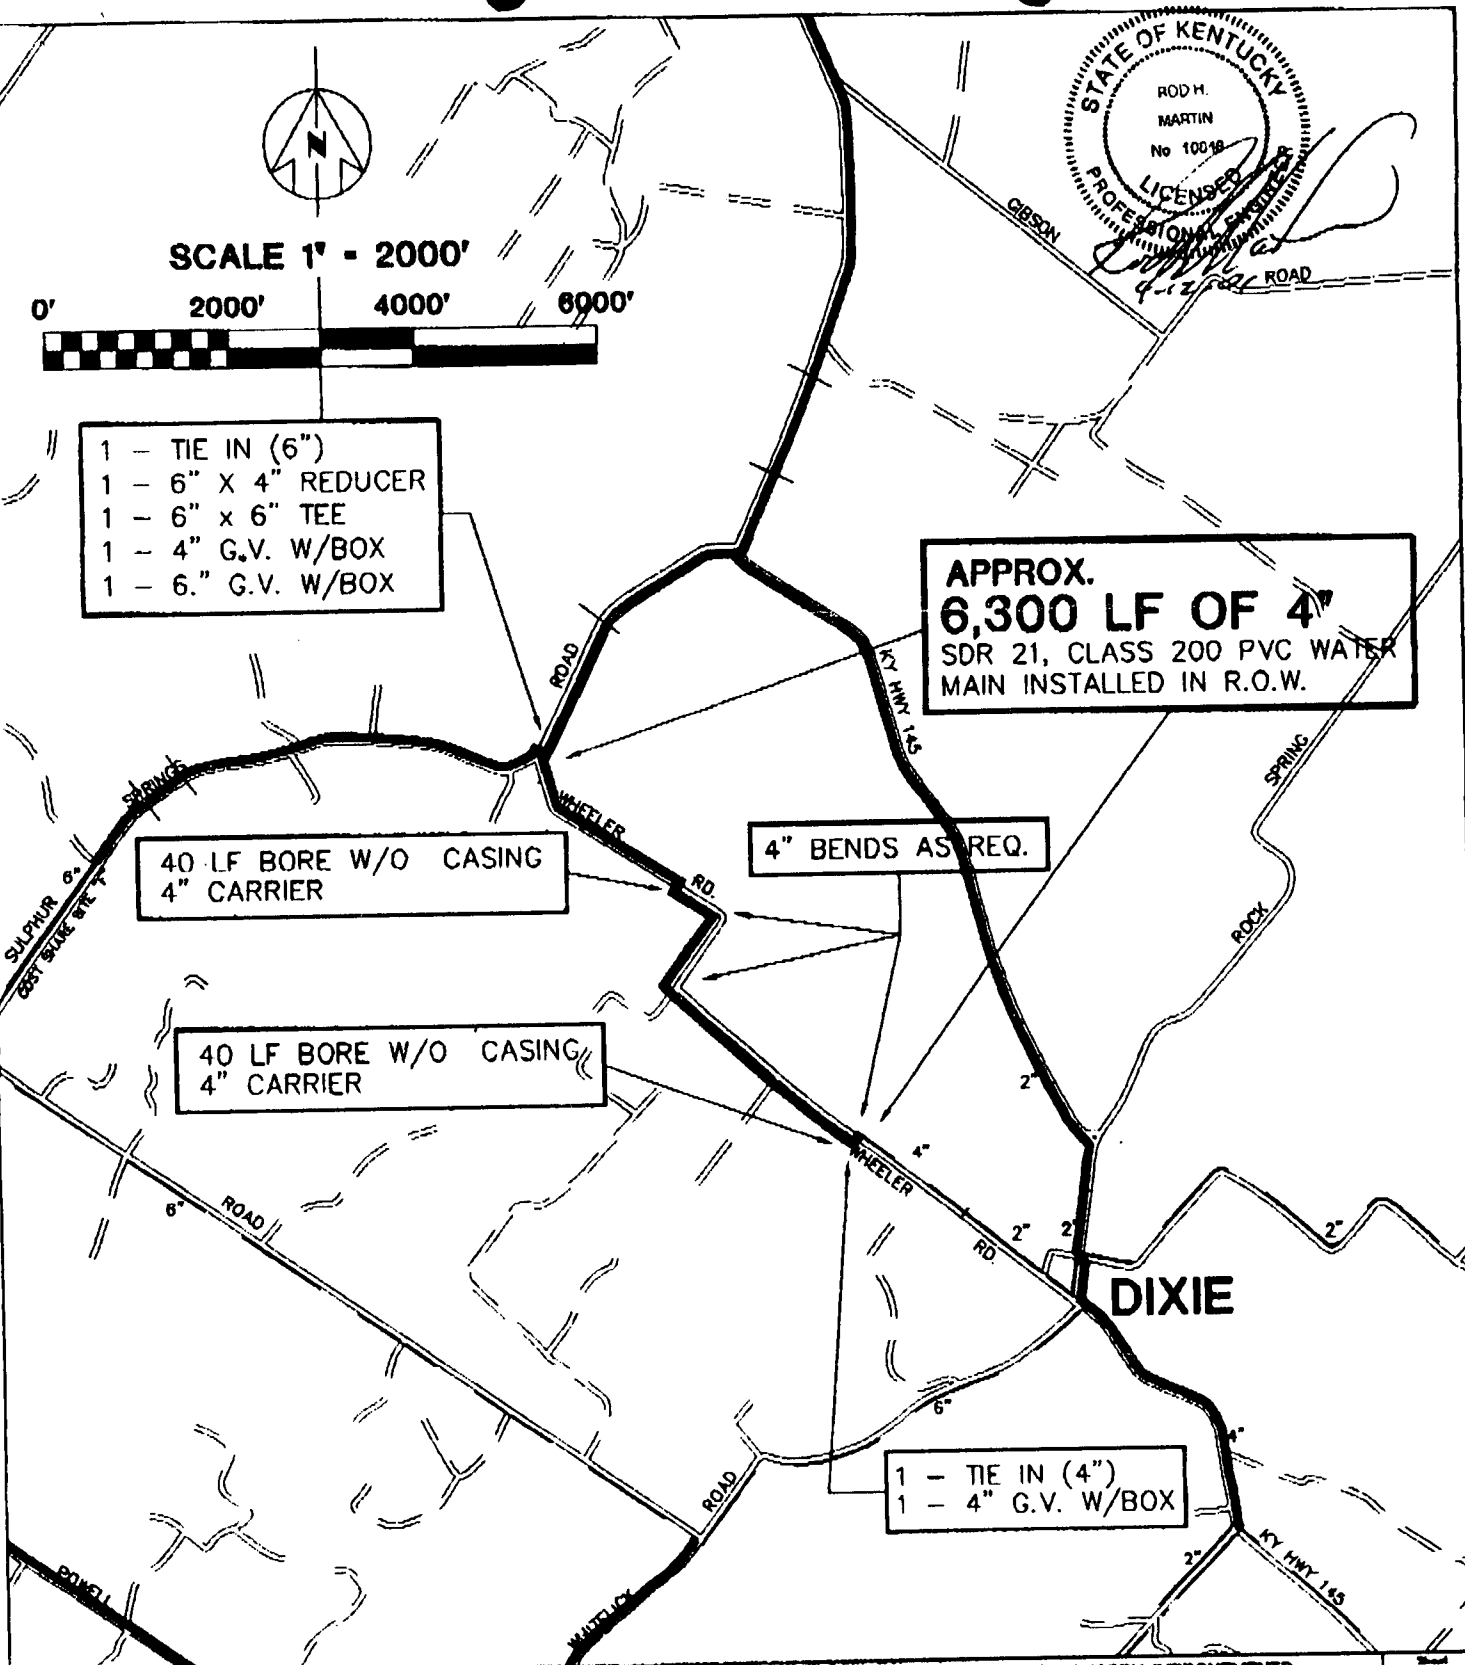 STATE OF KENTUCKY
ROD H.
MARTIN
No 10018
LICENSED
PROFESSIONAL ENGINEER
N
SCALE 1" - 2000'
0' 2000' 4000' 6000'
GIBSON
ROAD
1 - TIE IN (6")
1 - 6" X 4" REDUCER
1 - 6" x 6" TEE
1 - 4" G.V. W/BOX
1 - 6." G.V. W/BOX
APPROX.
6,300 LF OF 4"
SDR 21, CLASS 200 PVC WATER
MAIN INSTALLED IN R.O.W.
ROAD
KY HWY 145
SPRINGS
SPRING
WHEELER
RD.
40 LF BORE W/O CASING
4" CARRIER
4" BENDS AS REQ.
6"
SULPHUR
COST SHARE SITE
ROCK
40 LF BORE W/O CASING
4" CARRIER
2"
4"
WHEELER
6"
ROAD
2"
RD.
2"
2"
DIXIE
6"
4"
1 - TIE IN (4")
1 - 4" G.V. W/BOX
ROAD
2"
KY HWY 145
POWELL
WHITELICK